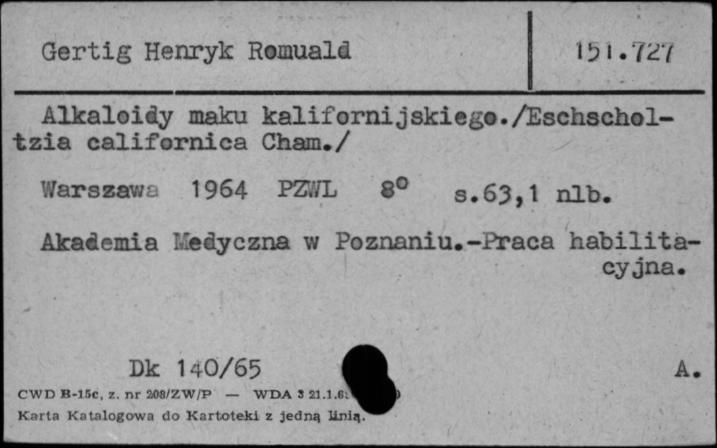 Gertig Henryk Romuald
151.727
Alkaloidy maku kalifornijskiego./Eschschol-
tzia californica Cham./
Warszawa 1964 PZWL 8° s.63,1 nlb.
Akademia Medyczna w Poznaniu.-Praca habilita-
cyjna.
Dk 140/65
A.
CWD B-15c, z. nr 208/ZW/P — WDA 3 21.1.6
Karta Katalogowa do Kartoteki z jedną linią.